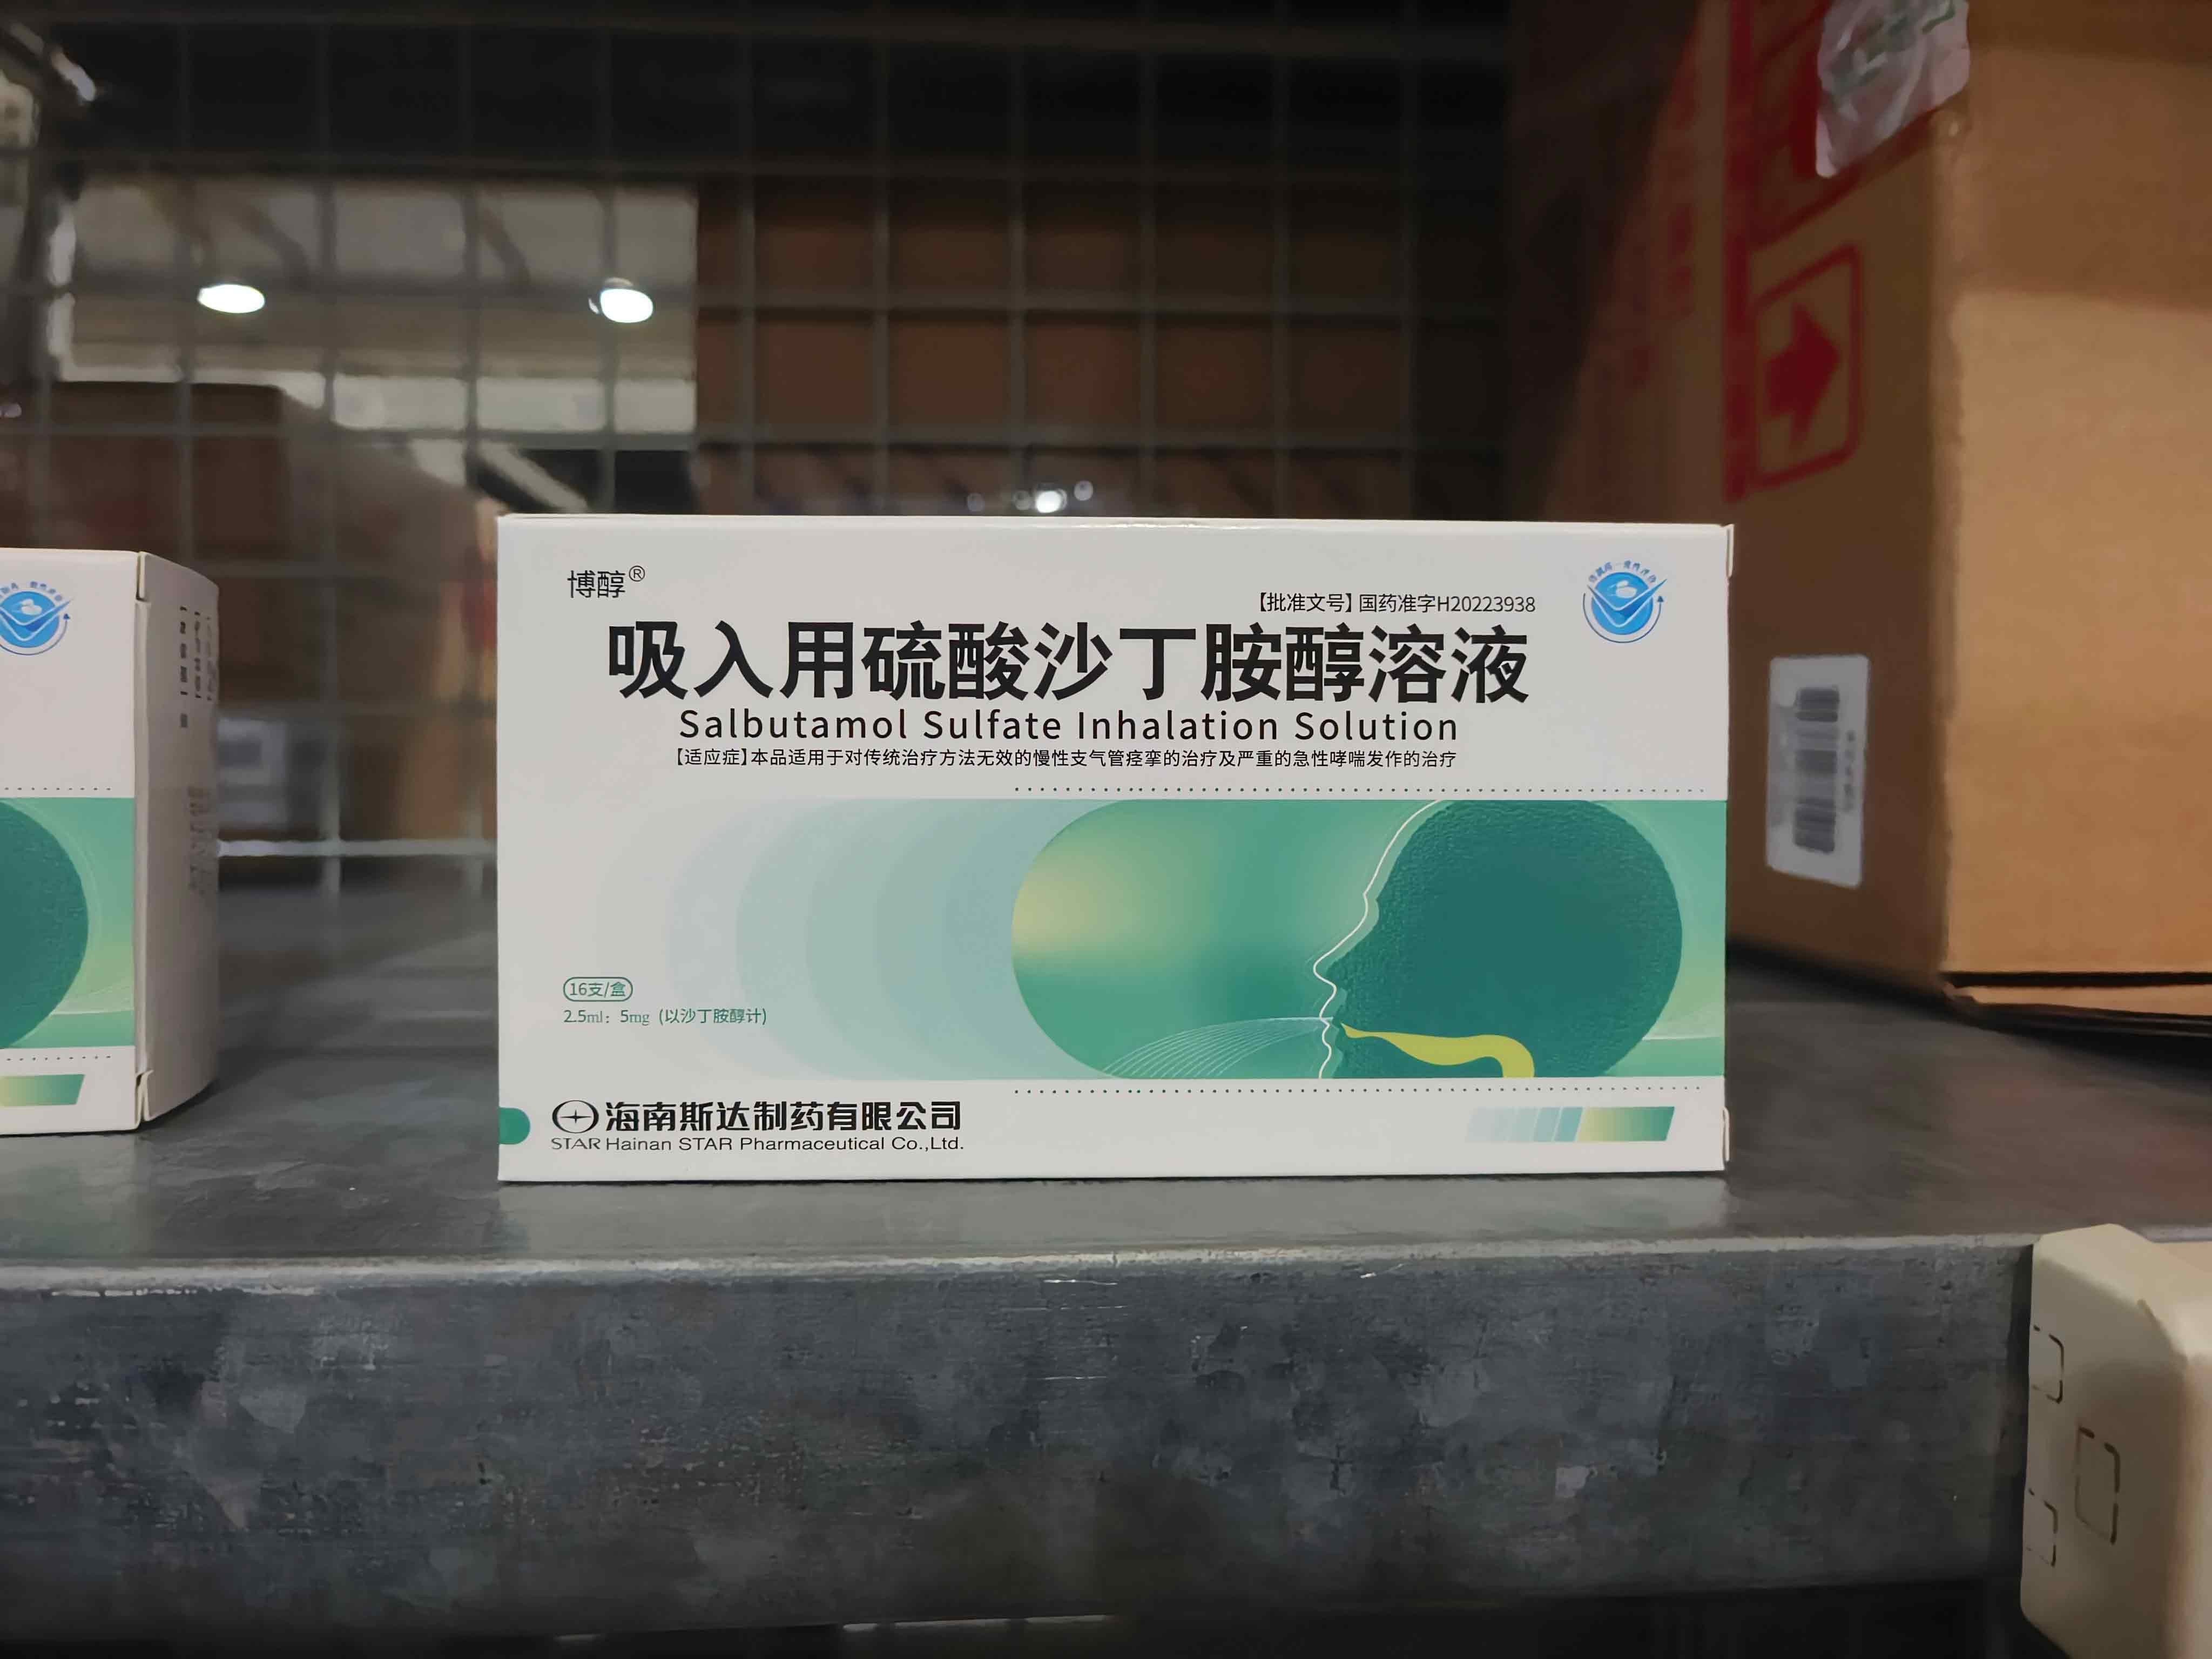 博醇®
【批准文号】国药准字H20223938
吸入用硫酸沙丁胺醇溶液
Salbutamol Sulfate Inhalation Solution
【适应症】本品适用于对传统治疗方法无效的慢性支气管痉挛的治疗及严重的急性哮喘发作的治疗
16支/盒
2.5ml：5mg (以沙丁胺醇计)
海南斯达制药有限公司
STAR Hainan STAR Pharmaceutical Co.,Ltd.